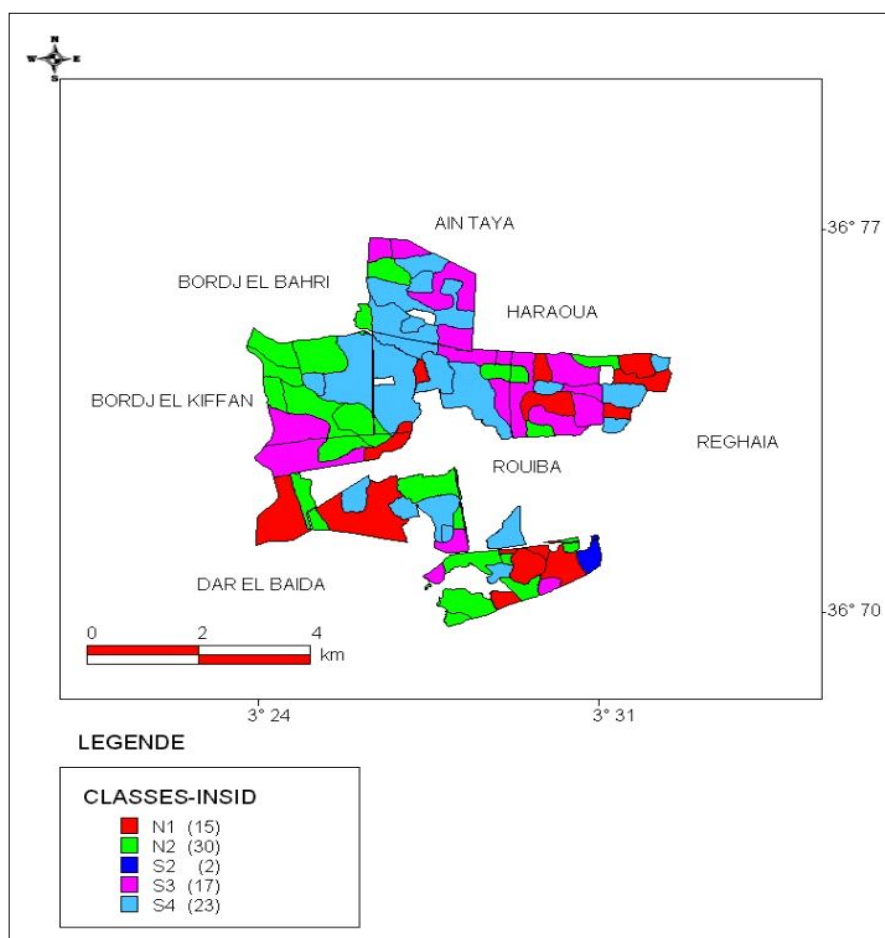 N
W E
S
AIN TAYA
36° 77
BORDJ EL BAHRI
HARAOUA
BORDJ EL KIFFAN
REGHAIA
ROUIBA
DAR EL BAIDA
36° 70
0 2 4
km
3° 24 3° 31
LEGENDE
CLASSES-INSID
N1 (15)
N2 (30)
S2 (2)
S3 (17)
S4 (23)